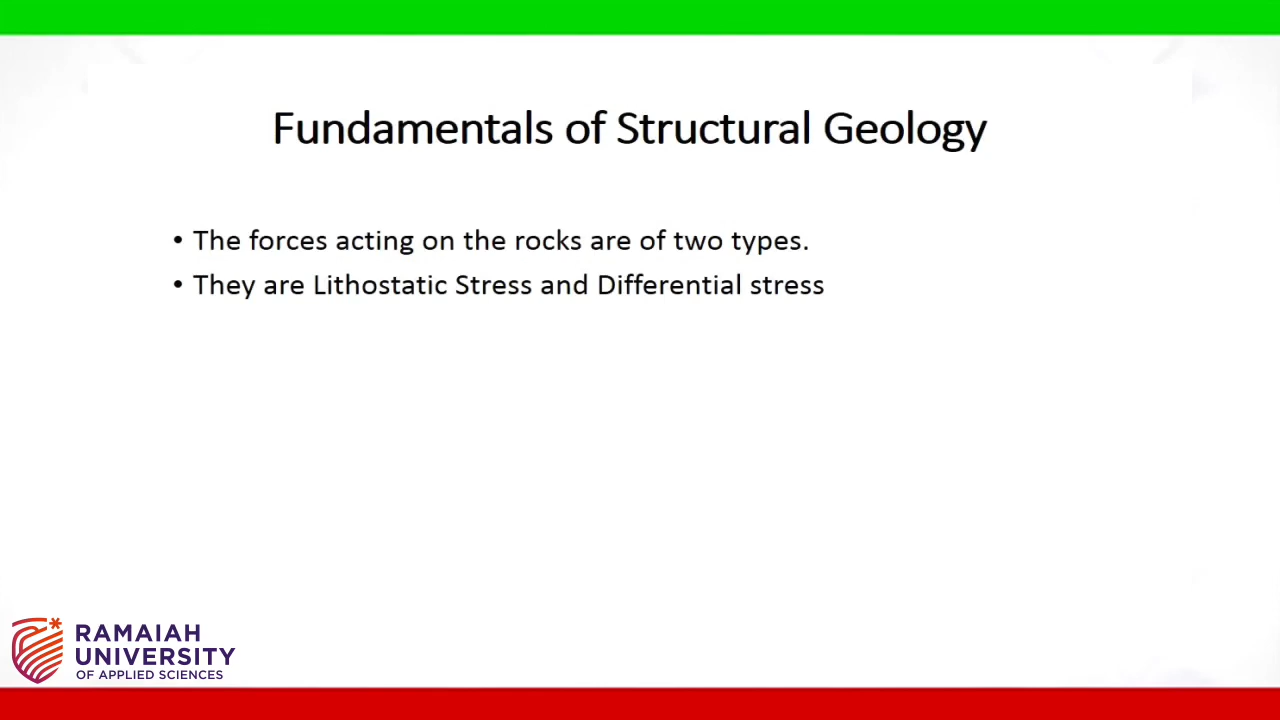 Fundamentals of Structural Geology
• The forces acting on the rocks are of two types.
• They are Lithostatic Stress and Differential stress
RAMAIAH
UNIVERSITY
OF APPLIED SCIENCES